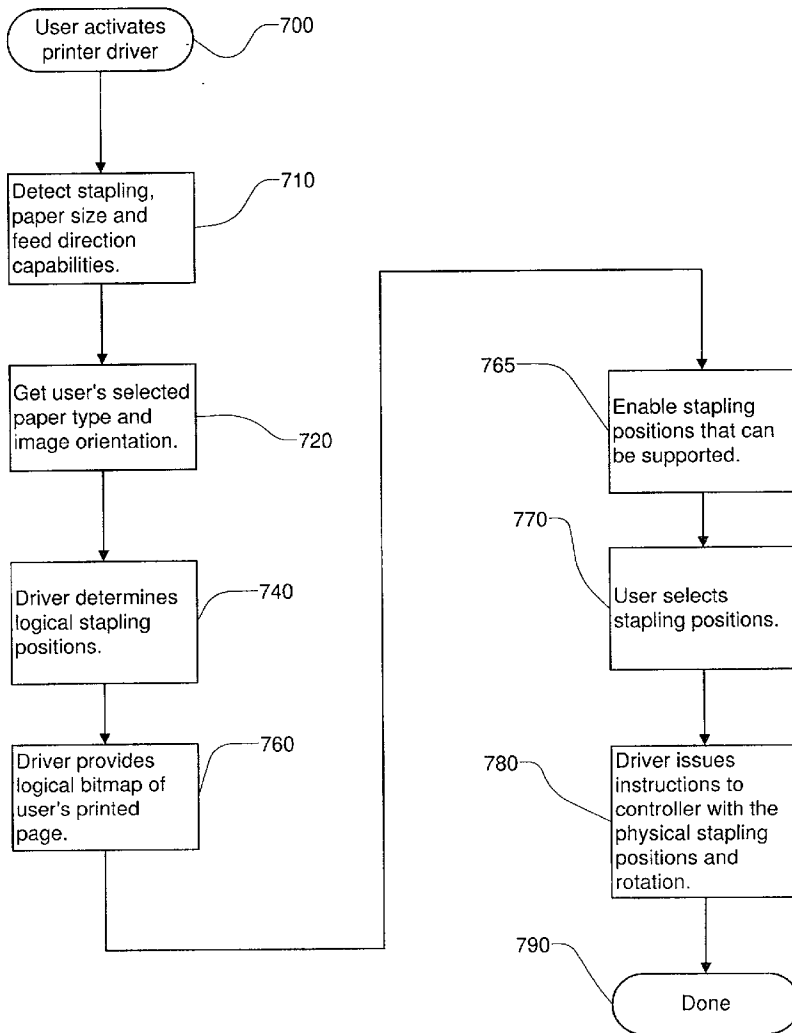 User activates
printer driver
700
Detect stapling,
paper size and
feed direction
capabilities.
710
Get user's selected
paper type and
image orientation.
720
Driver determines
logical stapling
positions.
740
Driver provides
logical bitmap of
user's printed
page.
760
765
Enable stapling
positions that can
be supported.
770
User selects
stapling positions.
780
Driver issues
instructions to
controller with the
physical stapling
positions and
rotation.
790
Done